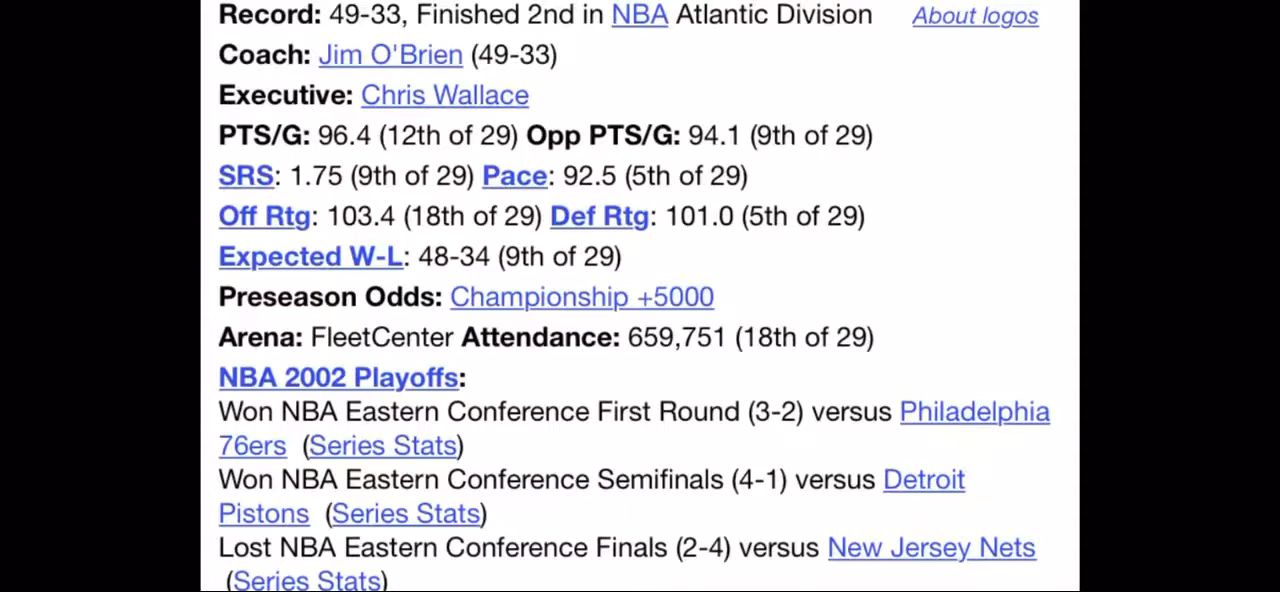 Record: 49-33, Finished 2nd in NBA Atlantic Division About logos
Coach: Jim O'Brien (49-33)
Executive: Chris Wallace
PTS/G: 96.4 (12th of 29) Opp PTS/G: 94.1 (9th of 29)
SRS: 1.75 (9th of 29) Pace: 92.5 (5th of 29)
Off Rtg: 103.4 (18th of 29) Def Rtg: 101.0 (5th of 29)
Expected W-L: 48-34 (9th of 29)
Preseason Odds: Championship +5000
Arena: FleetCenter Attendance: 659,751 (18th of 29)
NBA 2002 Playoffs:
Won NBA Eastern Conference First Round (3-2) versus Philadelphia
76ers (Series Stats)
Won NBA Eastern Conference Semifinals (4-1) versus Detroit
Pistons (Series Stats)
Lost NBA Eastern Conference Finals (2-4) versus New Jersey Nets
(Series Stats)